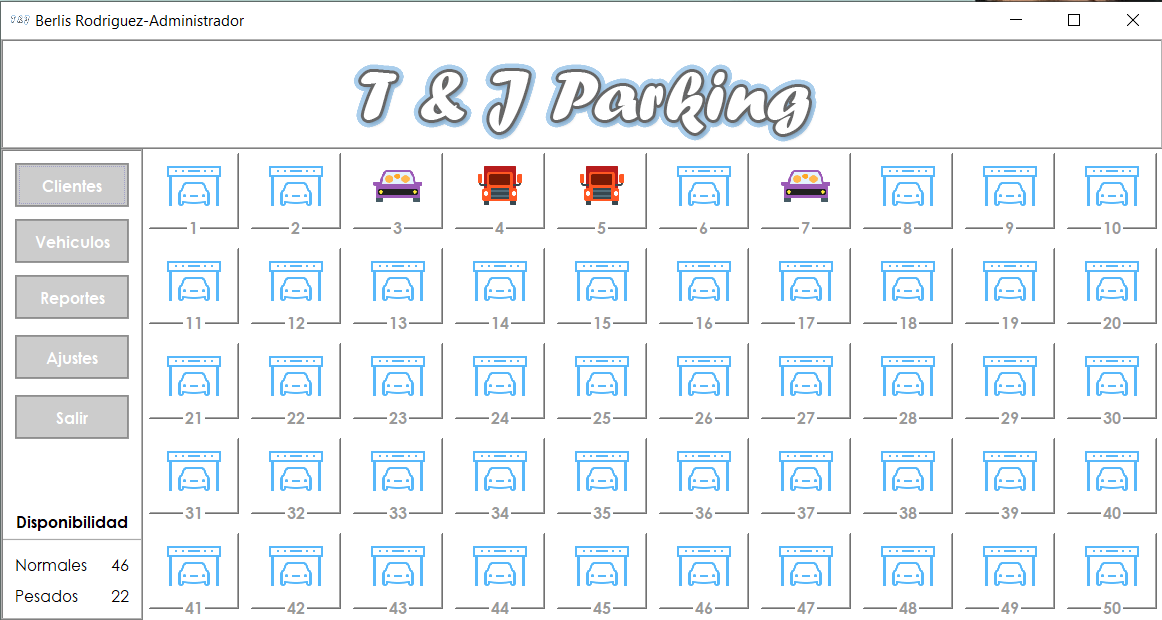 T&J Berlis Rodriguez-Administrador
T & J Parking
Clientes
Vehiculos
Reportes
Ajustes
Salir
1 2 3 4 5 6 7 8 9 10
11 12 13 14 15 16 17 18 19 20
21 22 23 24 25 26 27 28 29 30
31 32 33 34 35 36 37 38 39 40
41 42 43 44 45 46 47 48 49 50
Disponibilidad
Normales 46
Pesados 22